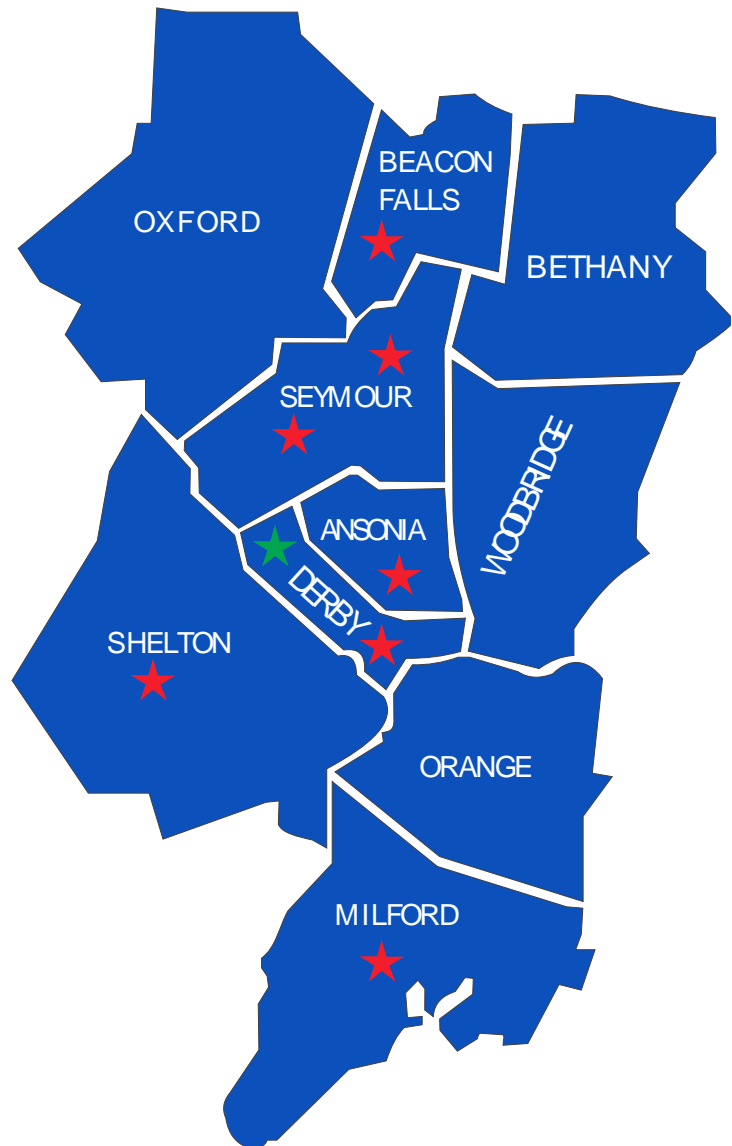 BEACON
FALLS
OXFORD
BETHANY
SEYMOUR
WOODBRIDGE
ANSONIA
DERBY
SHELTON
ORANGE
MILFORD